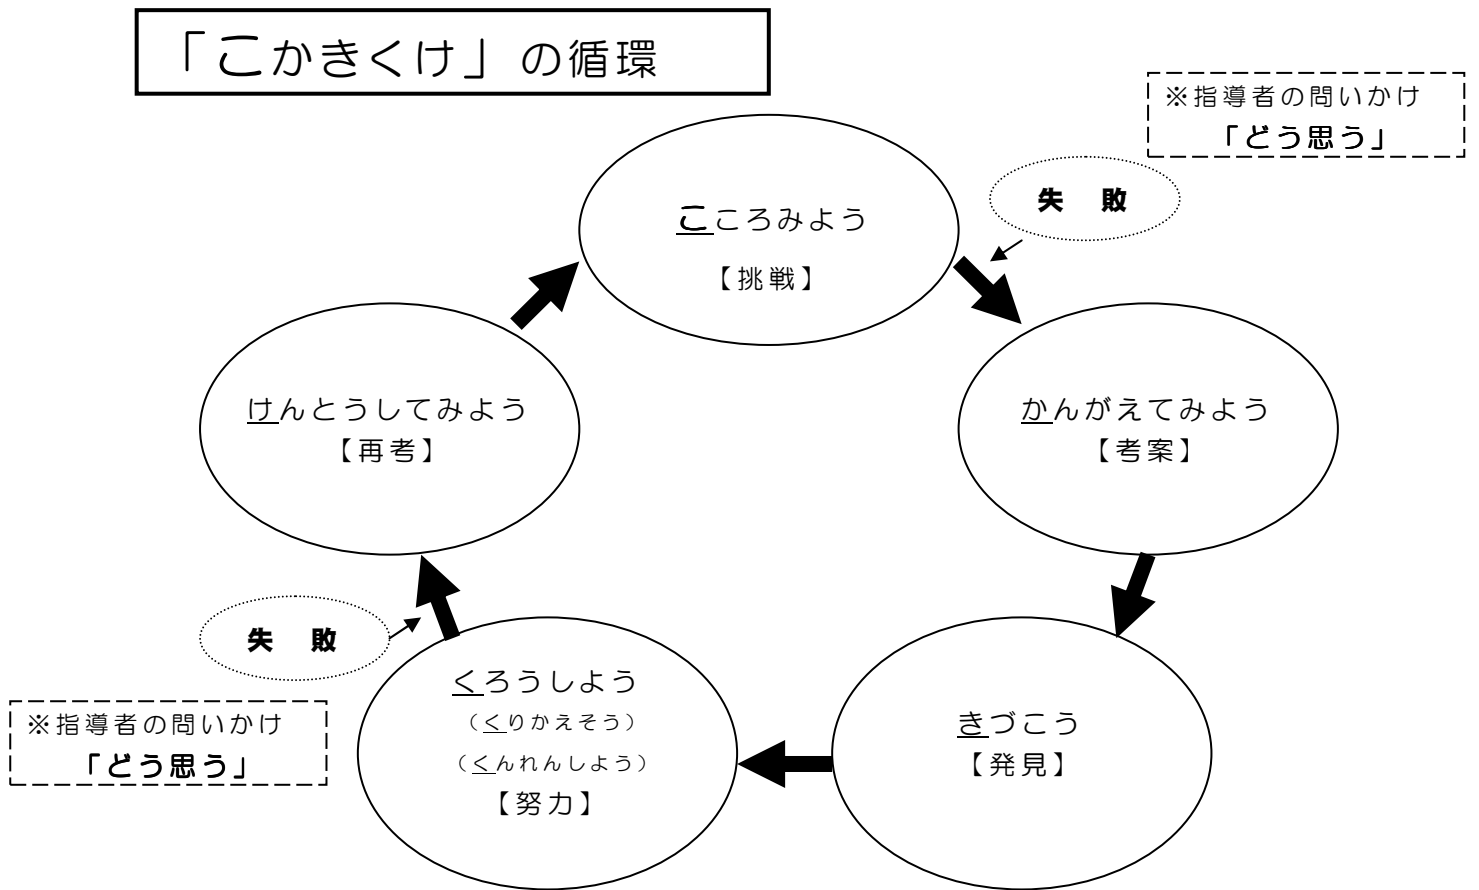 「こかきくけ」の循環
※指導者の問いかけ
「どう思う」
失 敗
こころみよう
【挑戦】
かんがえてみよう
【考案】
きづこう
【発見】
くろうしよう
（くりかえそう）
（くんれんしよう）
【努力】
失 敗
※指導者の問いかけ
「どう思う」
けんとうしてみよう
【再考】